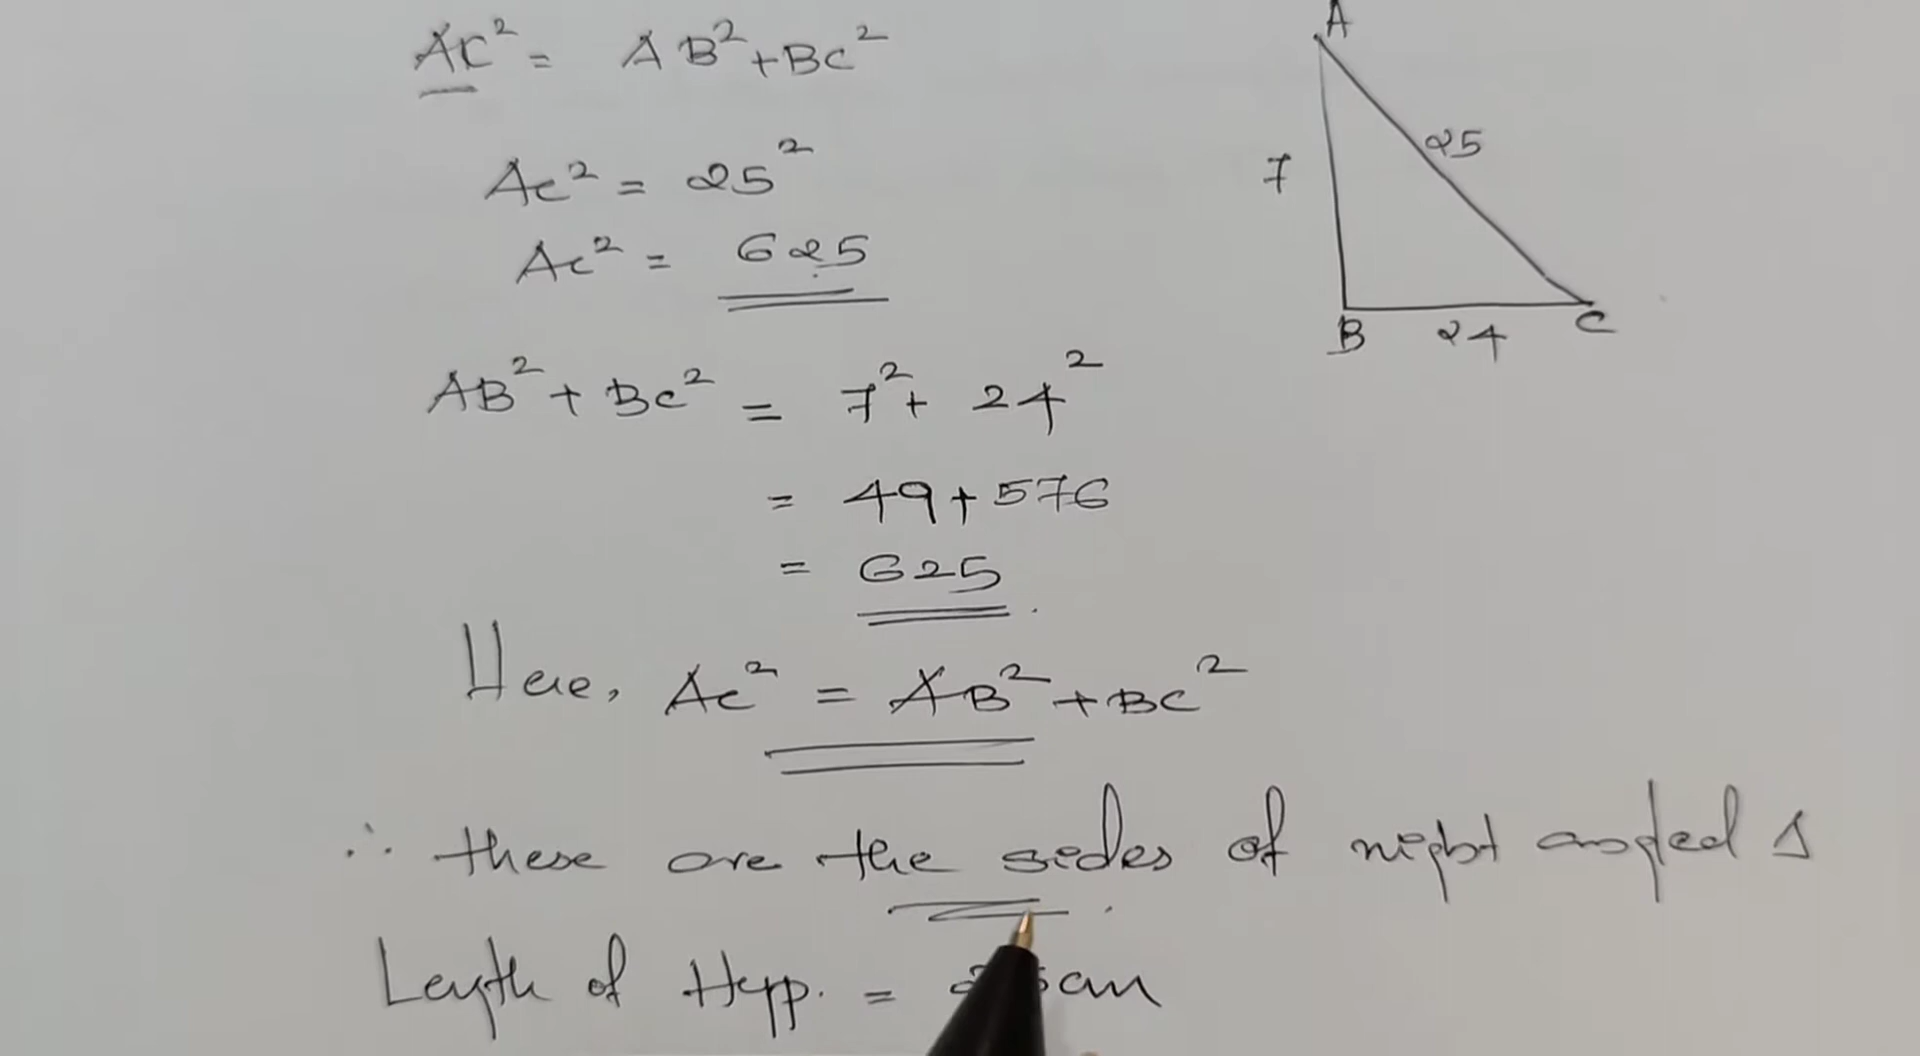 AC² = AB² + BC²
AC² = 25²
AC² = 625
AB² + BC² = 7² + 24²
= 49 + 576
= 625
Here, AC² = AB² + BC²
∴ these are the sides of right angled Δ
Length of Hyp. = cm
A
7
25
B
24
C